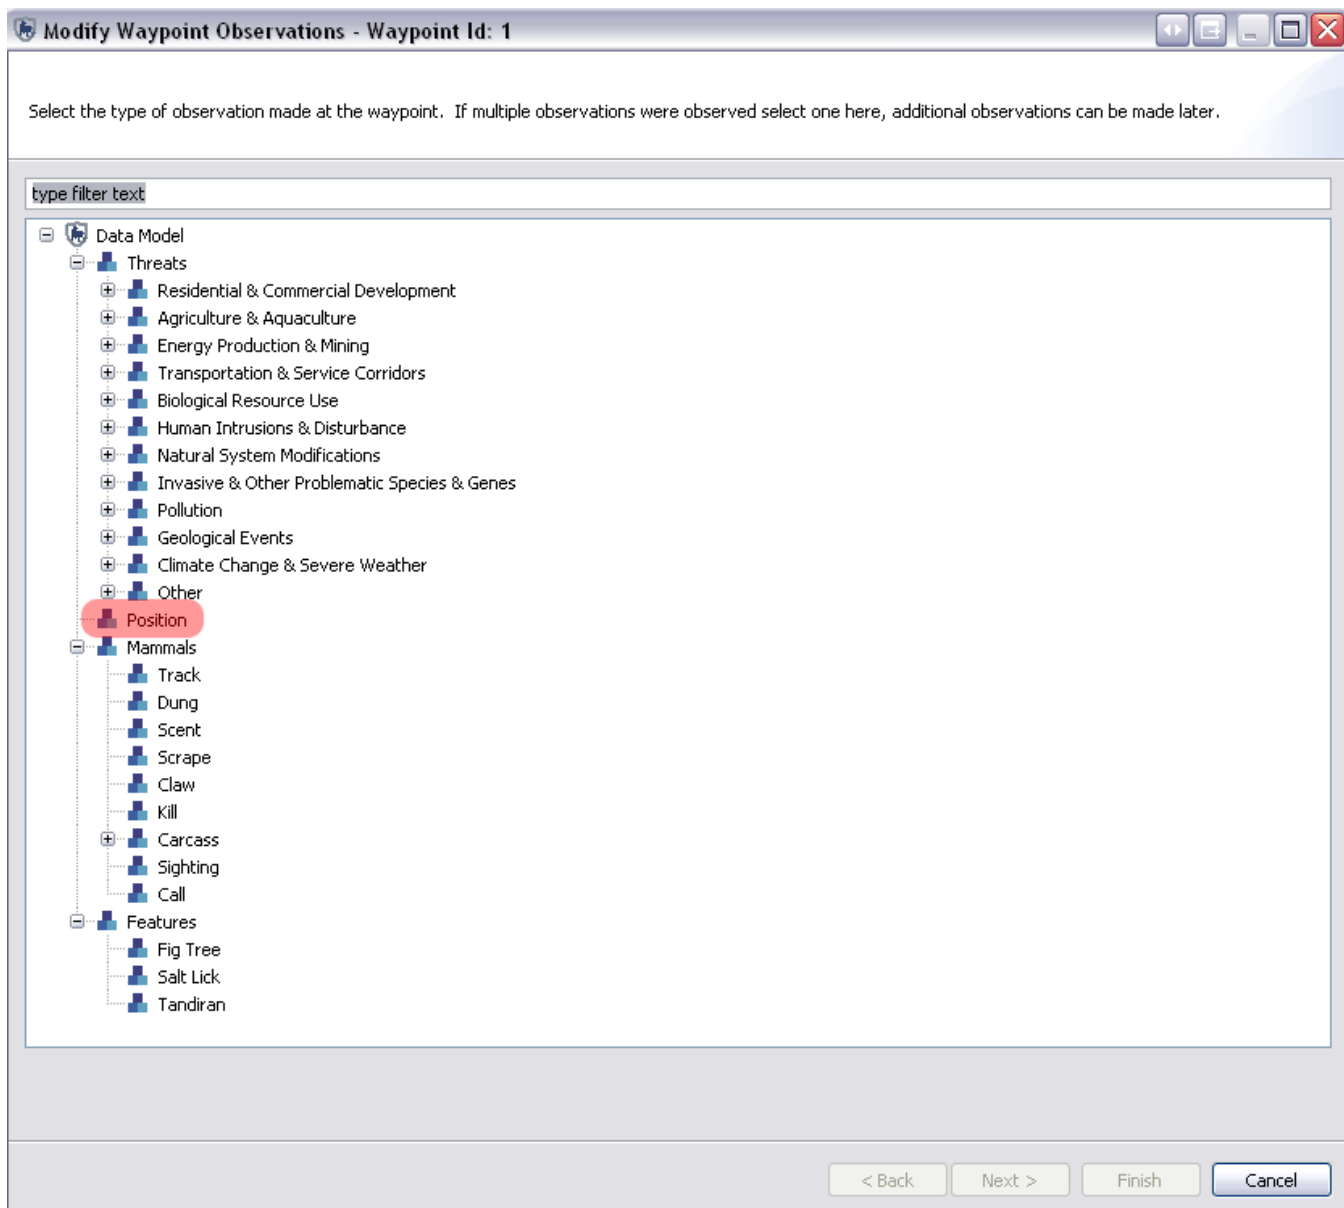 Modify Waypoint Observations - Waypoint Id: 1
Select the type of observation made at the waypoint.  If multiple observations were observed select one here, additional observations can be made later.
type filter text
Data Model
Threats
Residential & Commercial Development
Agriculture & Aquaculture
Energy Production & Mining
Transportation & Service Corridors
Biological Resource Use
Human Intrusions & Disturbance
Natural System Modifications
Invasive & Other Problematic Species & Genes
Pollution
Geological Events
Climate Change & Severe Weather
Other
Position
Mammals
Track
Dung
Scent
Scrape
Claw
Kill
Carcass
Sighting
Call
Features
Fig Tree
Salt Lick
Tandiran
< Back Next > Finish Cancel